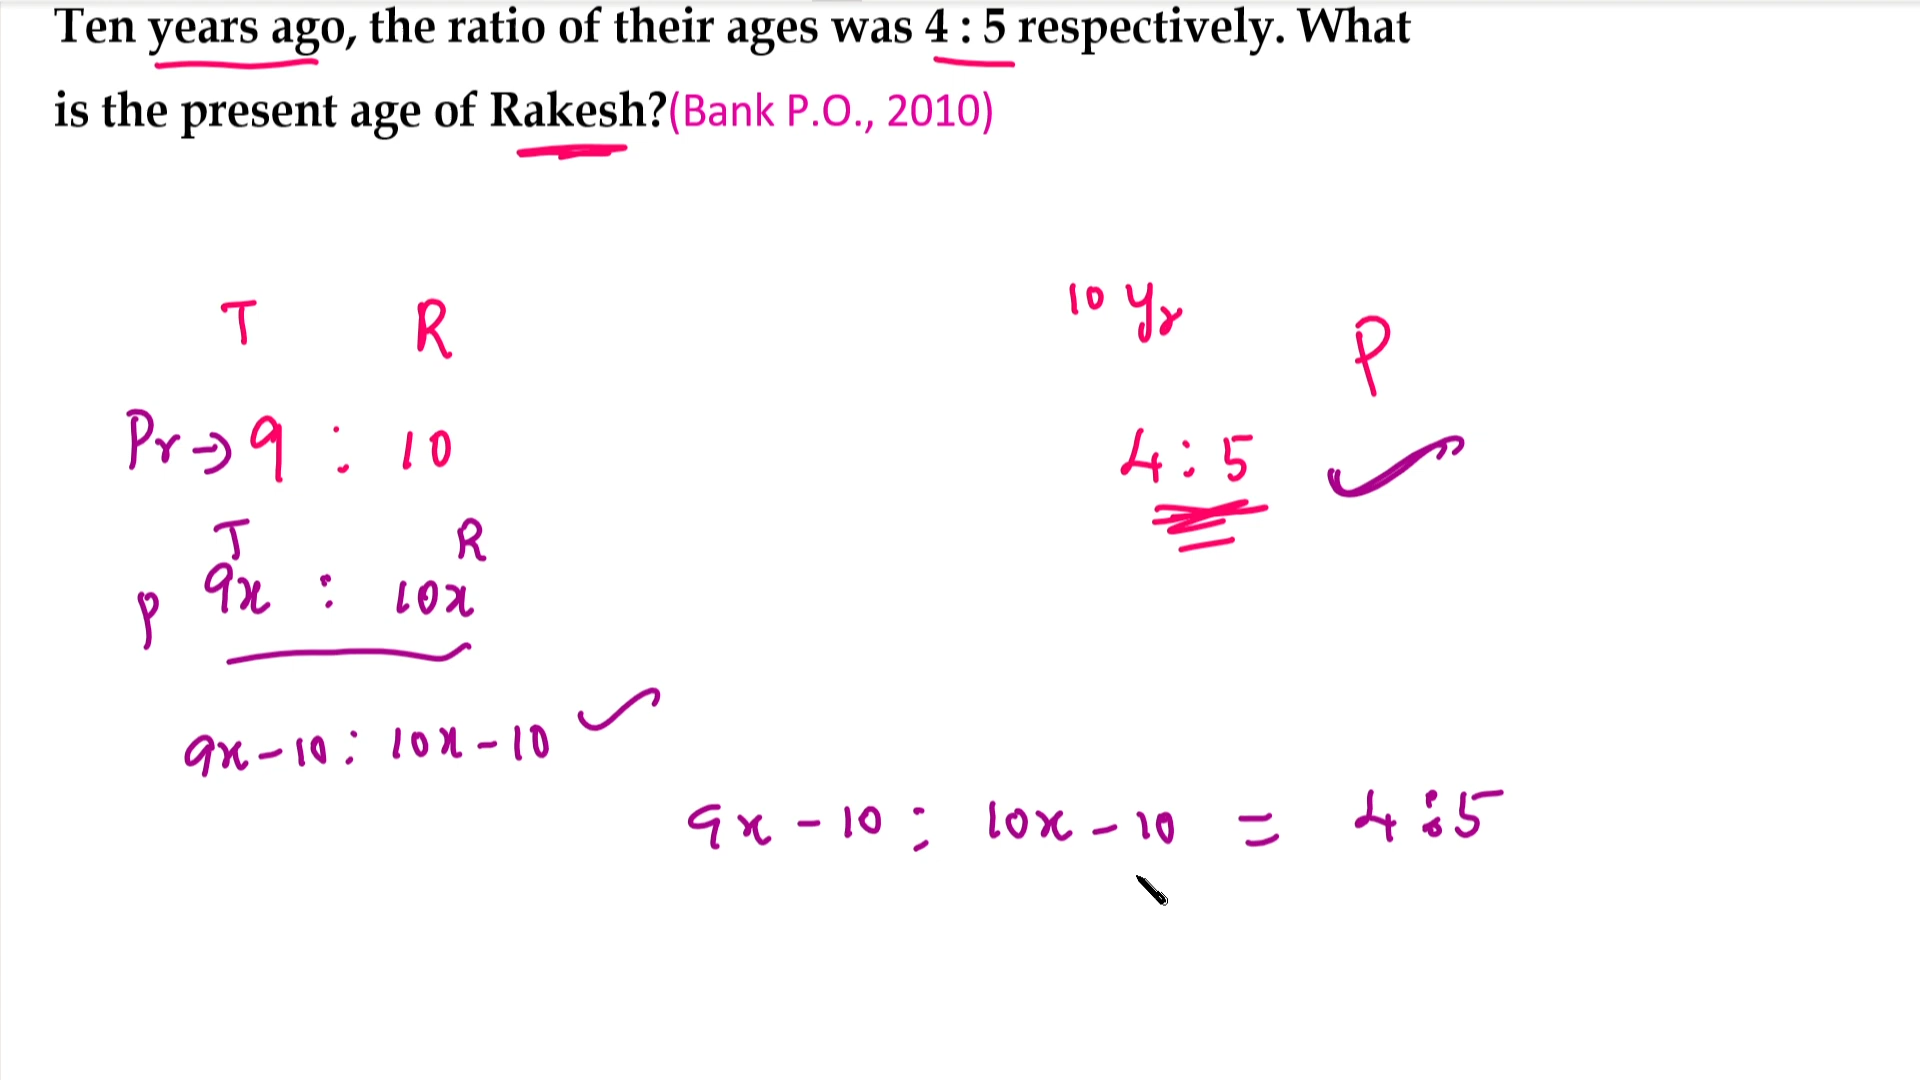 Ten years ago, the ratio of their ages was 4 : 5 respectively. What
is the present age of Rakesh?(Bank P.O., 2010)
T R
10 Yr P
Pr → 9 : 10
4 : 5
T R
P 9x : 10x
9x - 10 : 10x - 10
9x - 10 : 10x - 10 = 4 : 5